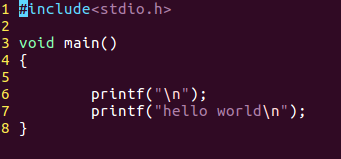 1 #include<stdio.h>
2
3 void main()
4 {
5
6         printf("\n");
7         printf("hello world\n");
8 }